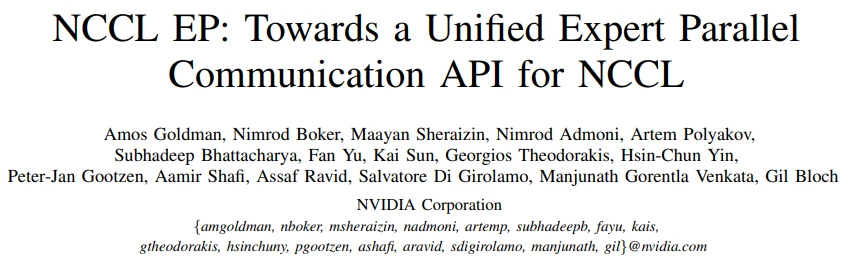 NCCL EP: Towards a Unified Expert Parallel
Communication API for NCCL
Amos Goldman, Nimrod Boker, Maayan Sheraizin, Nimrod Admoni, Artem Polyakov,
Subhadeep Bhattacharya, Fan Yu, Kai Sun, Georgios Theodorakis, Hsin-Chun Yin,
Peter-Jan Gootzen, Aamir Shafi, Assaf Ravid, Salvatore Di Girolamo, Manjunath Gorentla Venkata, Gil Bloch
NVIDIA Corporation
{amgoldman, nboker, msheraizin, nadmoni, artemp, subhadeepb, fayu, kais,
gtheodorakis, hsinchuny, pgootzen, ashafi, aravid, sdigirolamo, manjunath, gil}@nvidia.com